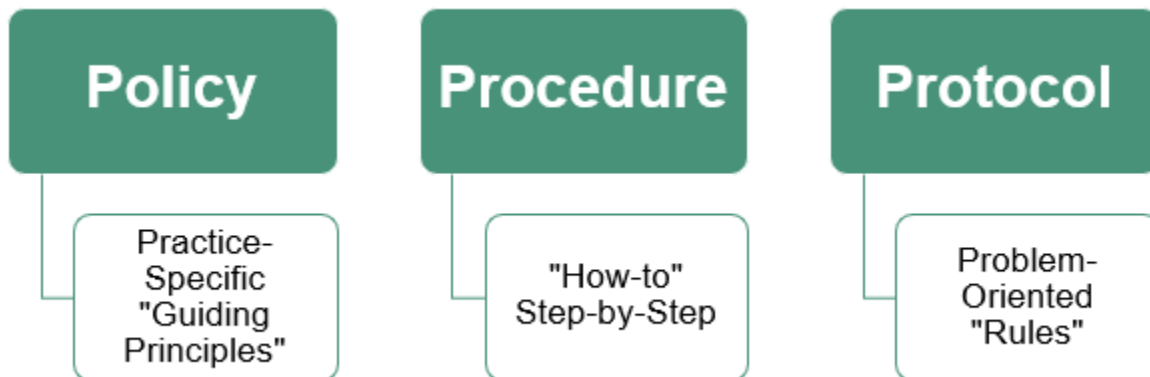 Policy
Procedure
Protocol
Practice-
Specific
"Guiding
Principles"
"How-to"
Step-by-Step
Problem-
Oriented
"Rules"